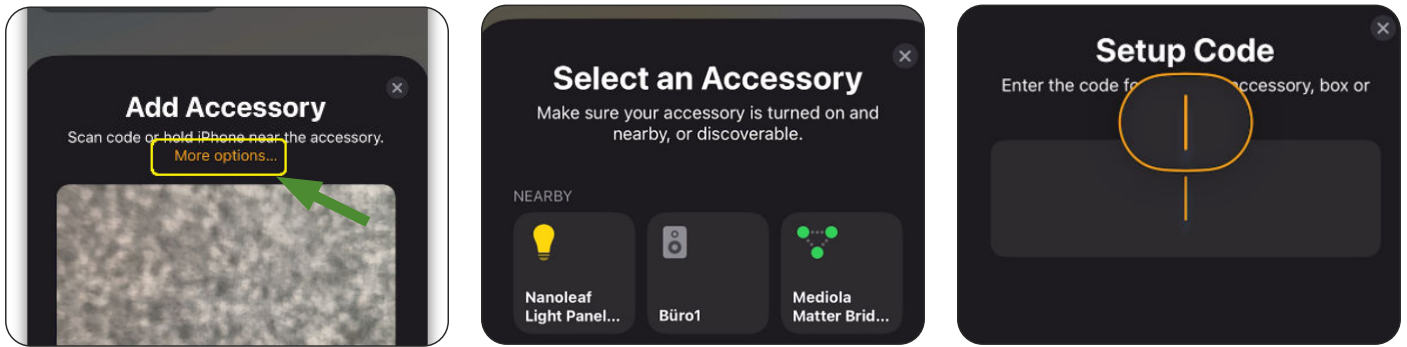 Add Accessory
Scan code or hold iPhone near the accessory.
More options...
Select an Accessory
Make sure your accessory is turned on and
nearby, or discoverable.
NEARBY
Nanoleaf
Light Panel...
Büro1
Mediola
Matter Brid...
Setup Code
Enter the code accessory, box or